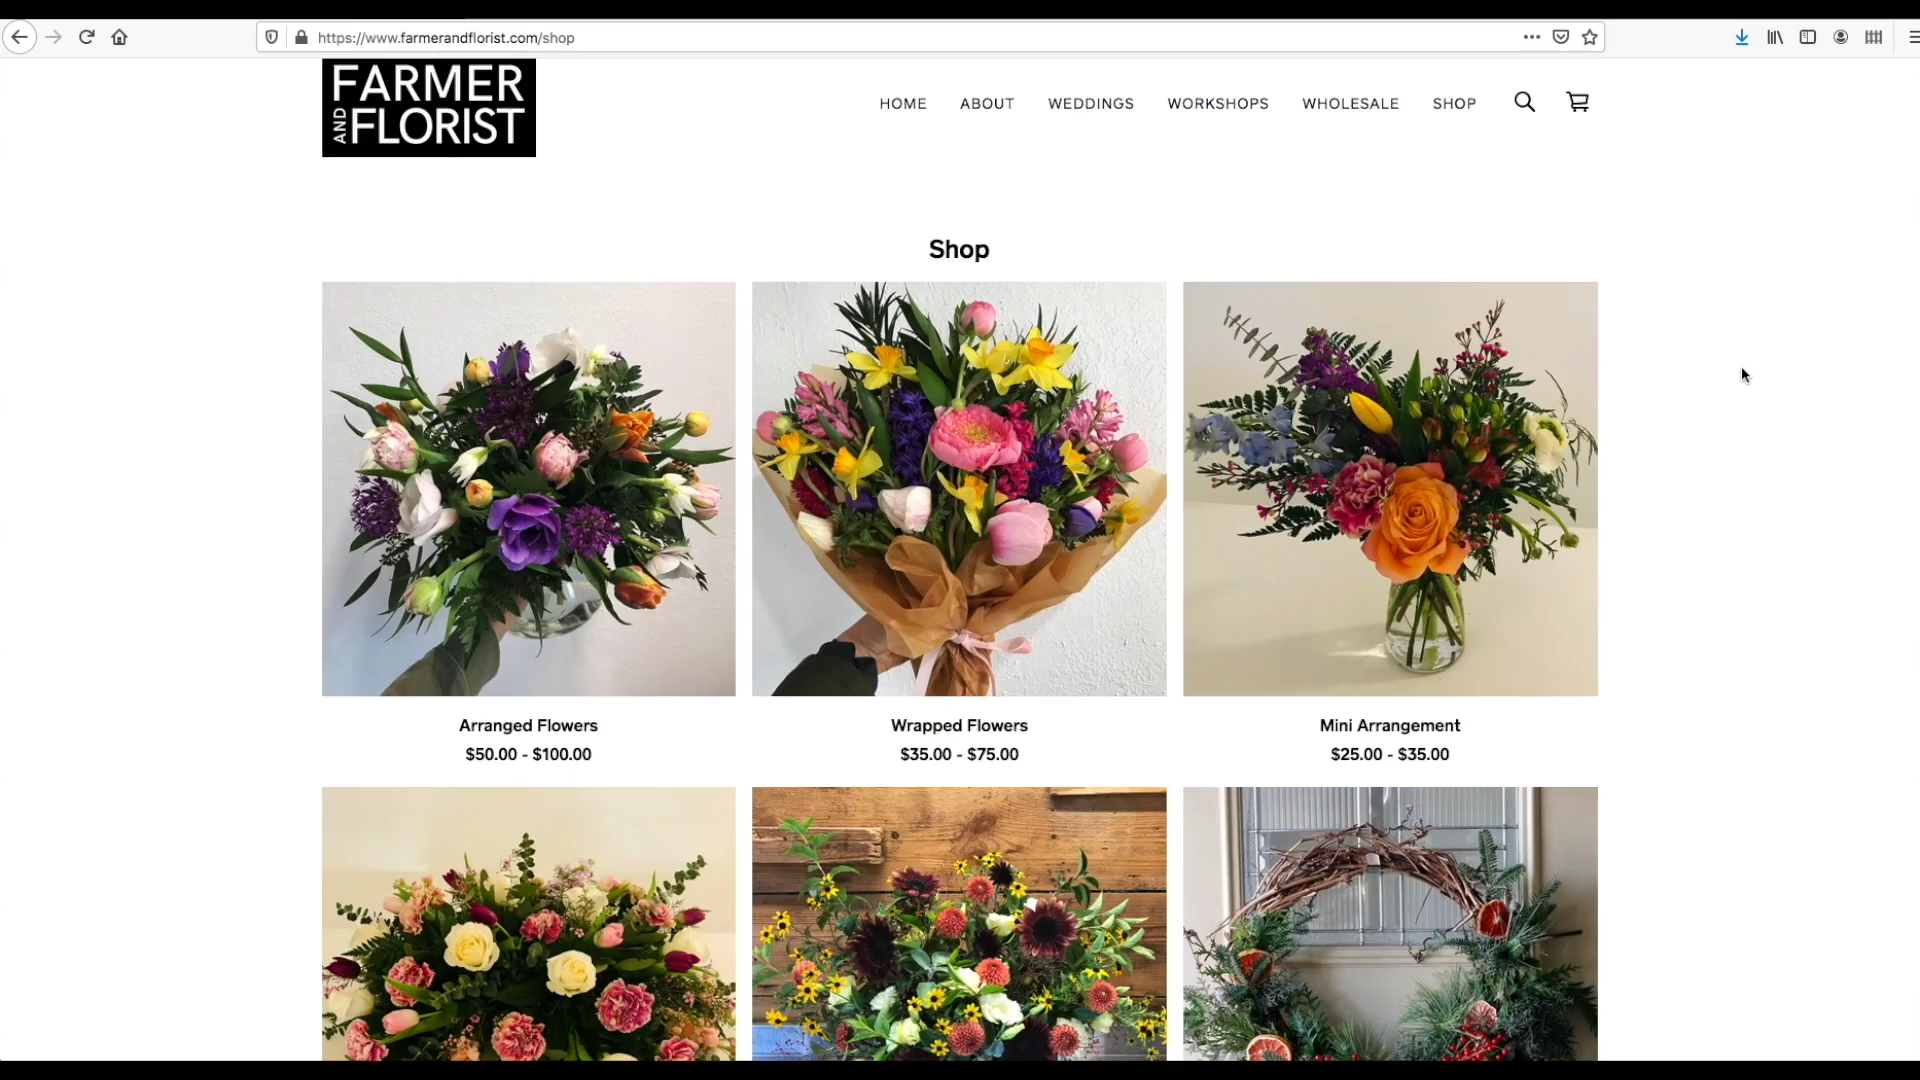 https://www.farmerandflorist.com/shop
FARMER
AND FLORIST
HOME ABOUT WEDDINGS WORKSHOPS WHOLESALE SHOP
Shop
Arranged Flowers
$50.00 - $100.00
Wrapped Flowers
$35.00 - $75.00
Mini Arrangement
$25.00 - $35.00